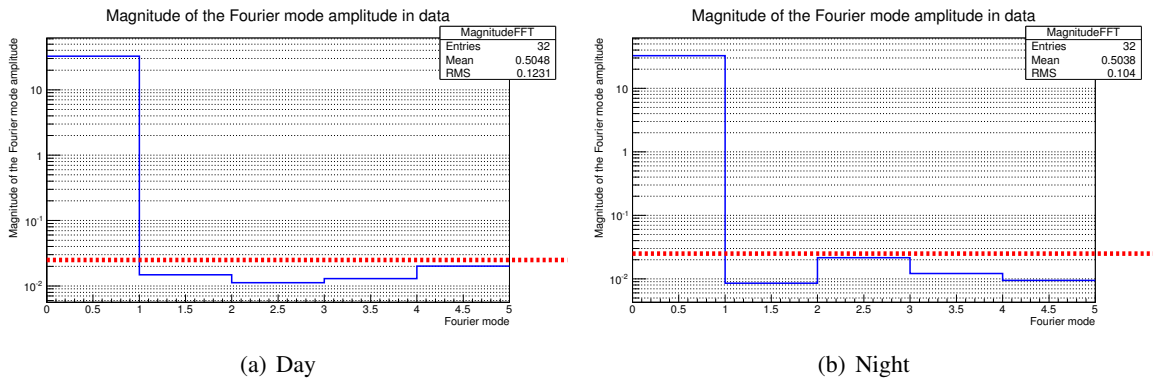 Magnitude of the Fourier mode amplitude in data
MagnitudeFFT
Entries 32
Mean 0.5048
RMS 0.1231
Magnitude of the Fourier mode amplitude
10
1
10^-1
10^-2
0 0.5 1 1.5 2 2.5 3 3.5 4 4.5 5
Fourier mode
(a) Day
Magnitude of the Fourier mode amplitude in data
MagnitudeFFT
Entries 32
Mean 0.5038
RMS 0.104
Magnitude of the Fourier mode amplitude
10
1
10^-1
10^-2
0 0.5 1 1.5 2 2.5 3 3.5 4 4.5 5
Fourier mode
(b) Night